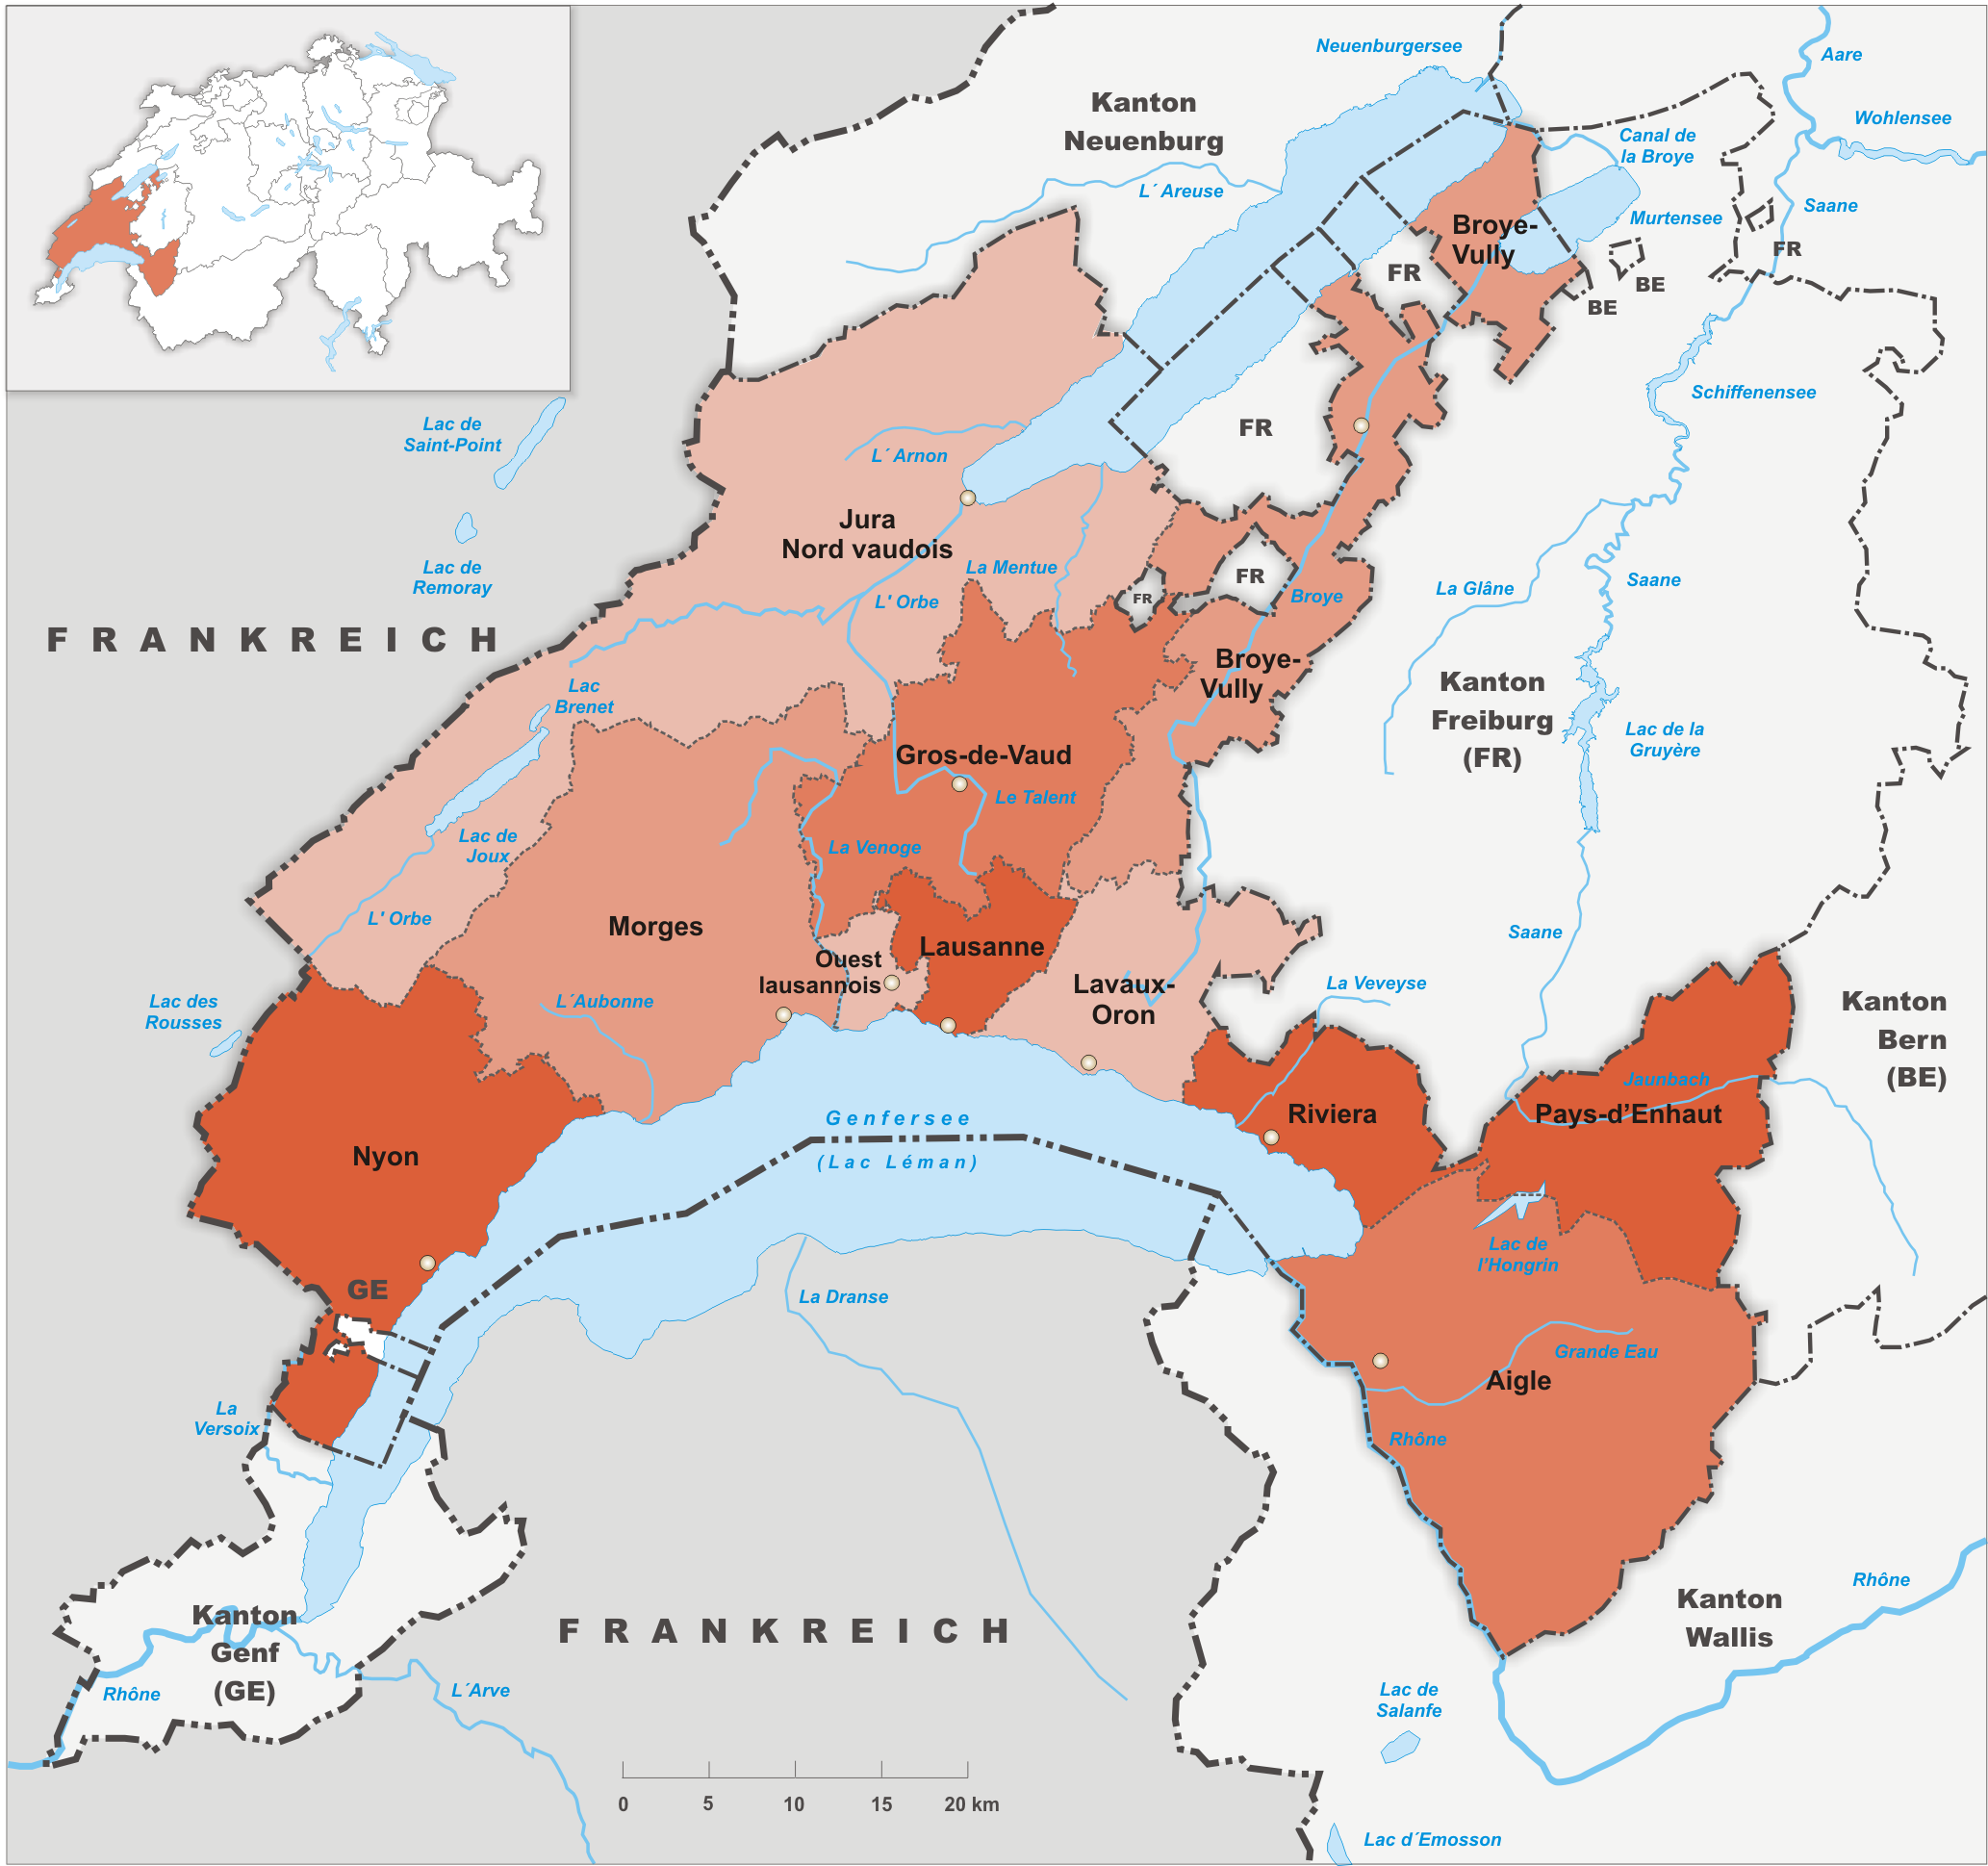 Neuenburgersee
Aare
Kanton
Neuenburg
Wohlensee
Canal de
la Broye
L´ Areuse
Saane
Murtensee
Broye-
Vully
FR
FR
BE
BE
Schiffenensee
Lac de
Saint-Point
FR
L´ Arnon
Jura
Nord vaudois
La Mentue
Lac de
Remoray
FR
FR
Broye
La Glâne
Saane
L' Orbe
FRANKREICH
Broye-
Vully
Kanton
Freiburg
(FR)
Lac
Brenet
Lac de la
Gruyère
Gros-de-Vaud
Le Talent
Lac de
Joux
La Venoge
L' Orbe
Morges
Lausanne
Saane
Ouest
lausannois
Lavaux-
Oron
La Veveyse
Lac des
Rousses
L´Aubonne
Kanton
Bern
(BE)
Jaunbach
Genfersee
(Lac Léman)
Riviera
Pays-d’Enhaut
Nyon
Lac de
l'Hongrin
GE
La Dranse
Grande Eau
Aigle
La
Versoix
Rhône
Rhône
Kanton
Wallis
Kanton
Genf
(GE)
FRANKREICH
Rhône
L´Arve
Lac de
Salanfe
0 5 10 15 20 km
Lac d´Emosson